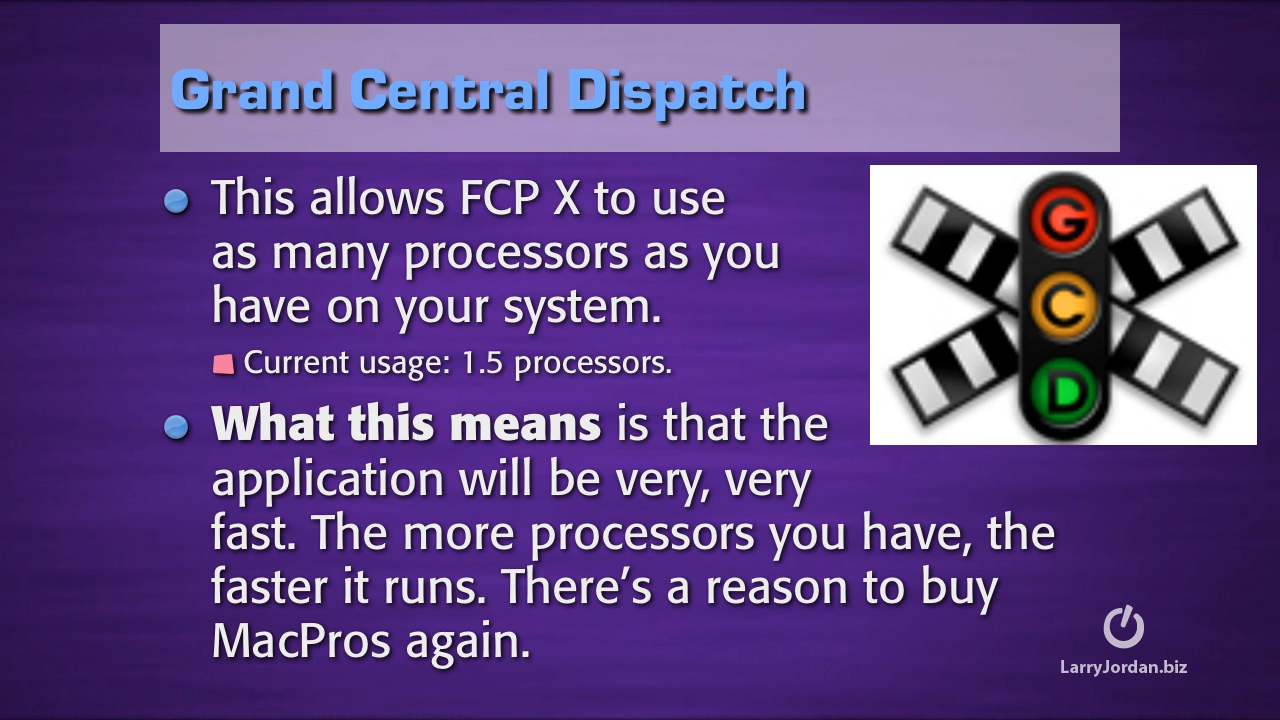 Grand Central Dispatch
This allows FCP X to use
as many processors as you
have on your system.
Current usage: 1.5 processors.
What this means is that the
application will be very, very
fast. The more processors you have, the
faster it runs. There’s a reason to buy
MacPros again.
G
C
D
LarryJordan.biz